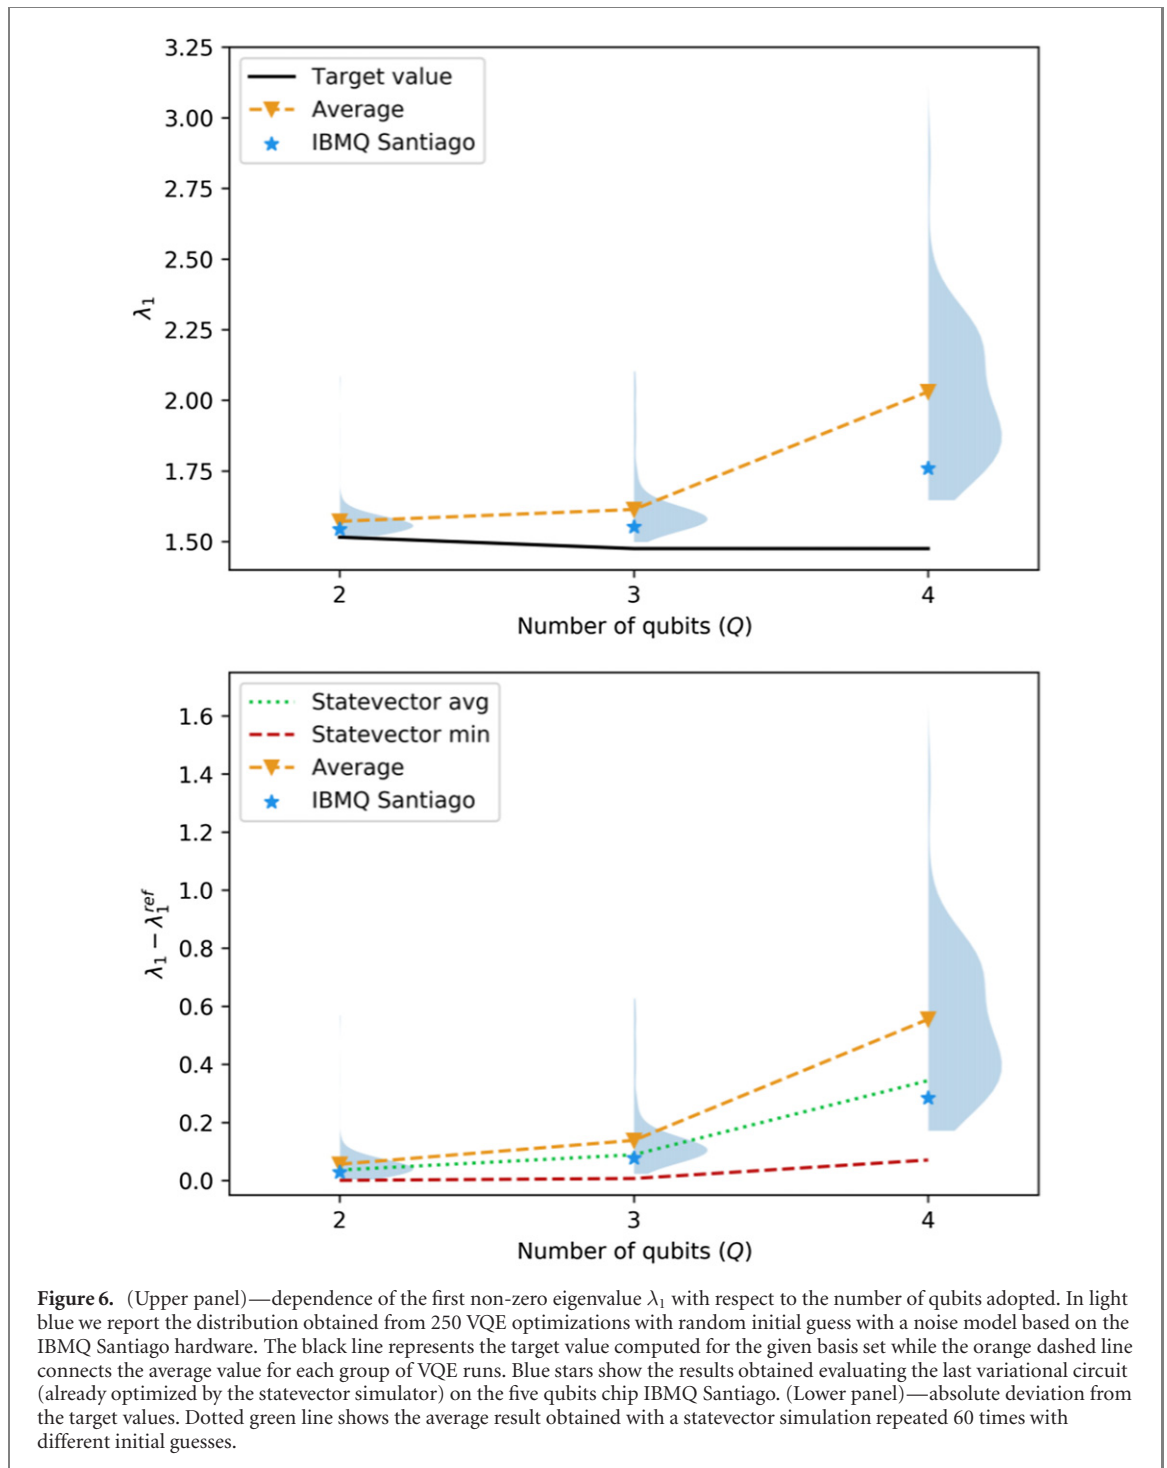 3.25
3.00
2.75
2.50
2.25
2.00
1.75
1.50
λ1
Target value
Average
IBMQ Santiago
2 3 4
Number of qubits (Q)
1.6
1.4
1.2
1.0
0.8
0.6
0.4
0.2
0.0
λ1 − λ1^ref
Statevector avg
Statevector min
Average
IBMQ Santiago
2 3 4
Number of qubits (Q)
Figure 6. (Upper panel)—dependence of the first non-zero eigenvalue λ1 with respect to the number of qubits adopted. In light
blue we report the distribution obtained from 250 VQE optimizations with random initial guess with a noise model based on the
IBMQ Santiago hardware. The black line represents the target value computed for the given basis set while the orange dashed line
connects the average value for each group of VQE runs. Blue stars show the results obtained evaluating the last variational circuit
(already optimized by the statevector simulator) on the five qubits chip IBMQ Santiago. (Lower panel)—absolute deviation from
the target values. Dotted green line shows the average result obtained with a statevector simulation repeated 60 times with
different initial guesses.